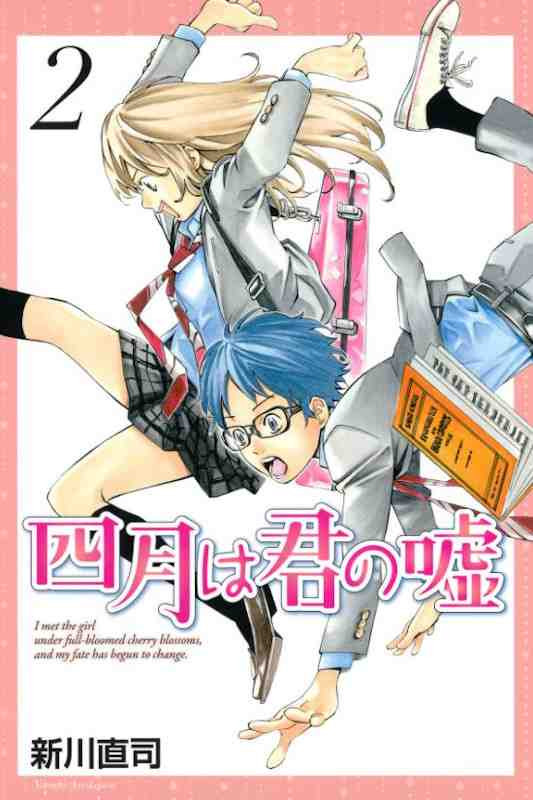 2
四月は君の嘘
I met the girl
under full-bloomed cherry blossoms,
and my fate has begun to change.
新川直司